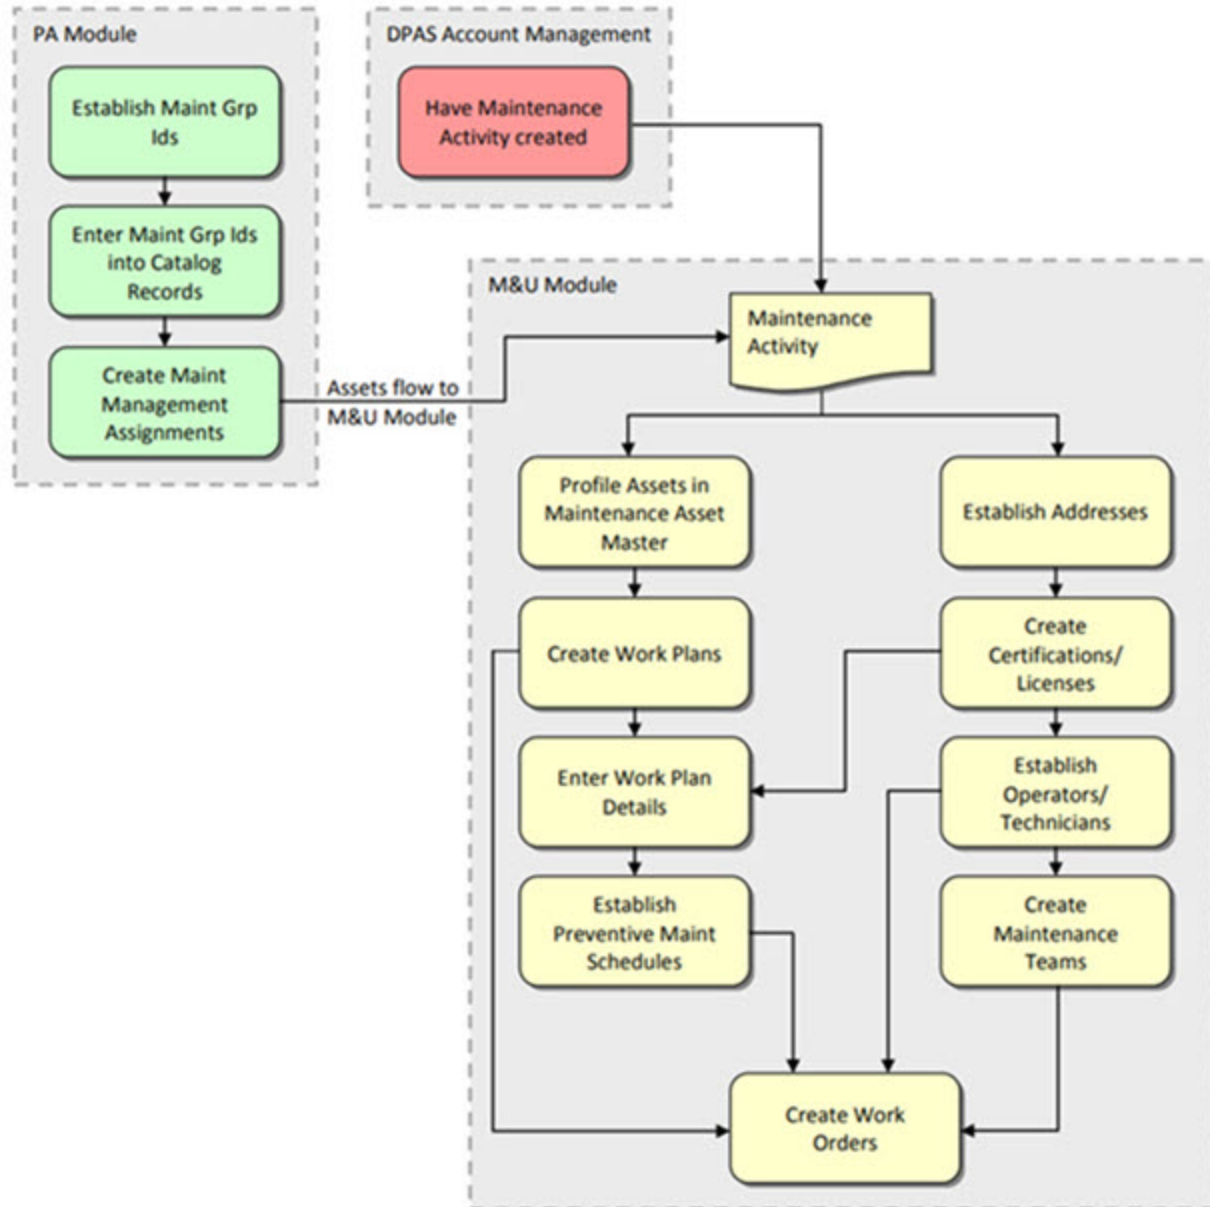 PA Module
Establish Maint Grp
Ids
Enter Maint Grp Ids
into Catalog
Records
Create Maint
Management
Assignments
DPAS Account Management
Have Maintenance
Activity created
Assets flow to
M&U Module
M&U Module
Maintenance
Activity
Profile Assets in
Maintenance Asset
Master
Establish Addresses
Create Work Plans
Create
Certifications/
Licenses
Enter Work Plan
Details
Establish
Operators/
Technicians
Establish
Preventive Maint
Schedules
Create
Maintenance
Teams
Create Work
Orders